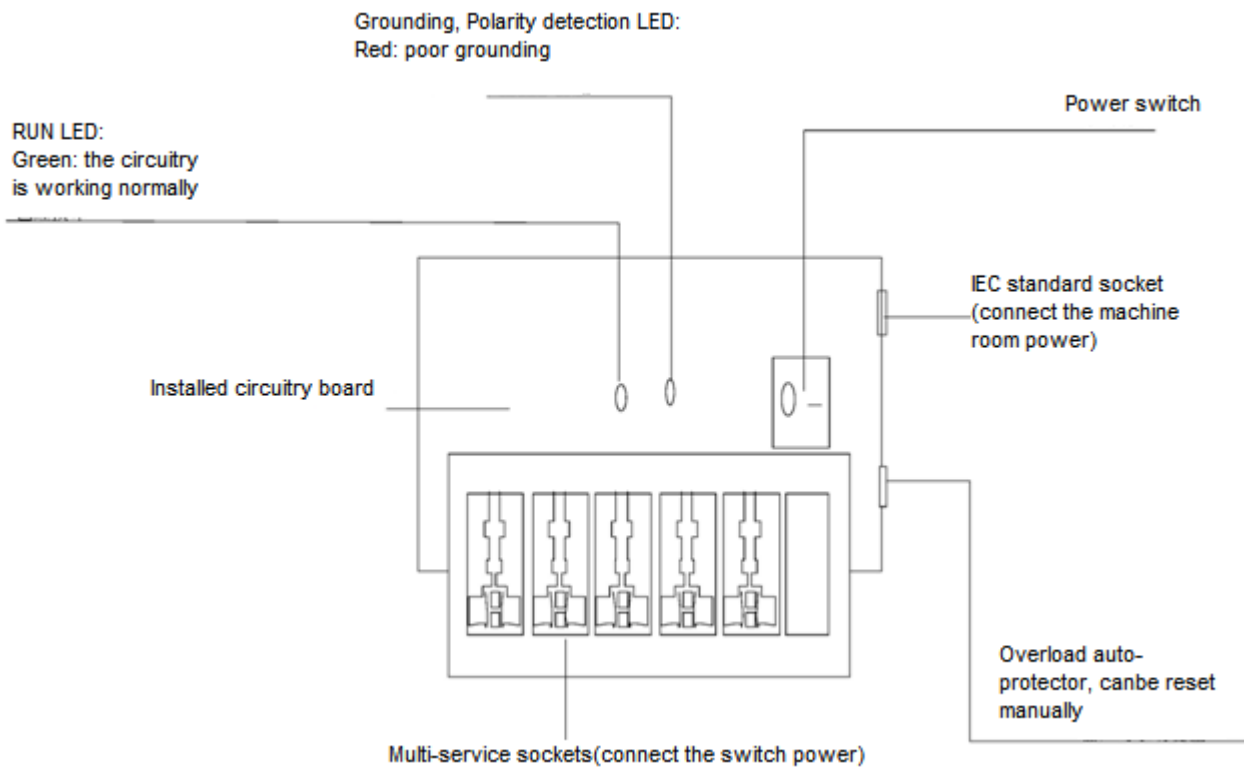 Grounding, Polarity detection LED:
Red: poor grounding
Power switch
RUN LED:
Green: the circuitry
is working normally
IEC standard socket
(connect the machine
room power)
Installed circuitry board
Overload auto-
protector, canbe reset
manually
Multi-service sockets(connect the switch power)